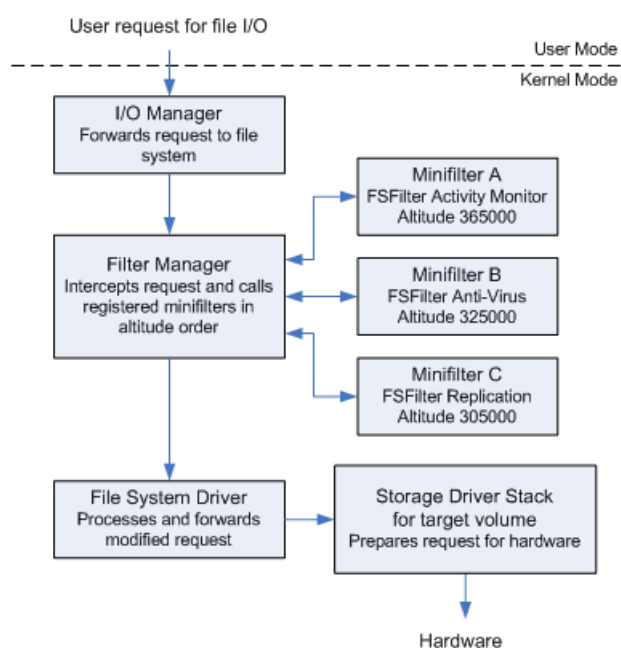 User request for file I/O
User Mode
Kernel Mode
I/O Manager
Forwards request to file
system
Minifilter A
FSFilter Activity Monitor
Altitude 365000
Filter Manager
Intercepts request and calls
registered minifilters in
altitude order
Minifilter B
FSFilter Anti-Virus
Altitude 325000
Minifilter C
FSFilter Replication
Altitude 305000
File System Driver
Processes and forwards
modified request
Storage Driver Stack
for target volume
Prepares request for hardware
Hardware